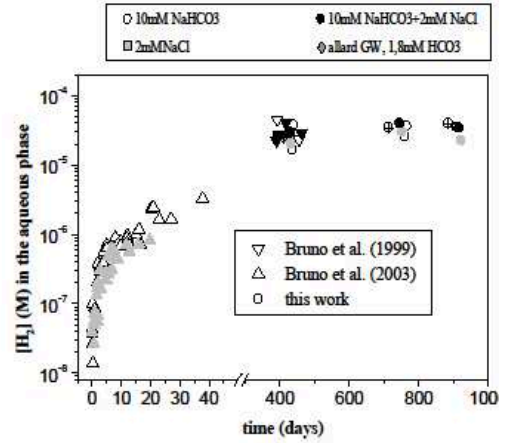 10mM NaHCO3
10mM NaHCO3+2mM NaCl
2mMNaCl
allard GW, 1,8mM HCO3
[H₂] (M) in the aqueous phase
10⁻⁴
10⁻⁵
10⁻⁶
10⁻⁷
10⁻⁸
Bruno et al. (1999)
Bruno et al. (2003)
this work
0 10 20 30 40 400 600 800 100
time (days)